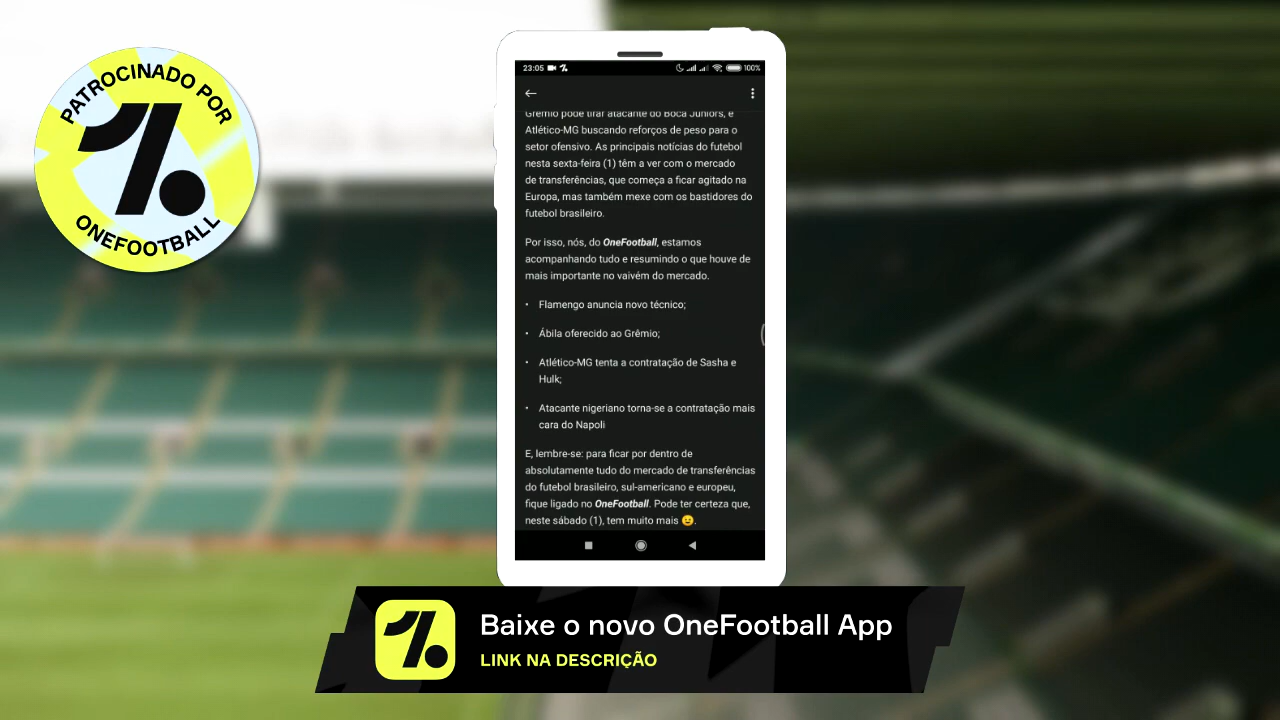 PATROCINADO POR
ONEFOOTBALL
23:05
100%
Grêmio pode tirar atacante do Boca Juniors, e
Atlético-MG buscando reforços de peso para o
setor ofensivo. As principais notícias do futebol
nesta sexta-feira (1) têm a ver com o mercado
de transferências, que começa a ficar agitado na
Europa, mas também mexe com os bastidores do
futebol brasileiro.
Por isso, nós, do OneFootball, estamos
acompanhando tudo e resumindo o que houve de
mais importante no vaivém do mercado.
• Flamengo anuncia novo técnico;
• Ábila oferecido ao Grêmio;
• Atlético-MG tenta a contratação de Sasha e
Hulk;
• Atacante nigeriano torna-se a contratação mais
cara do Napoli
E, lembre-se: para ficar por dentro de
absolutamente tudo do mercado de transferências
do futebol brasileiro, sul-americano e europeu,
fique ligado no OneFootball. Pode ter certeza que,
neste sábado (1), tem muito mais 😉.
Baixe o novo OneFootball App
LINK NA DESCRIÇÃO